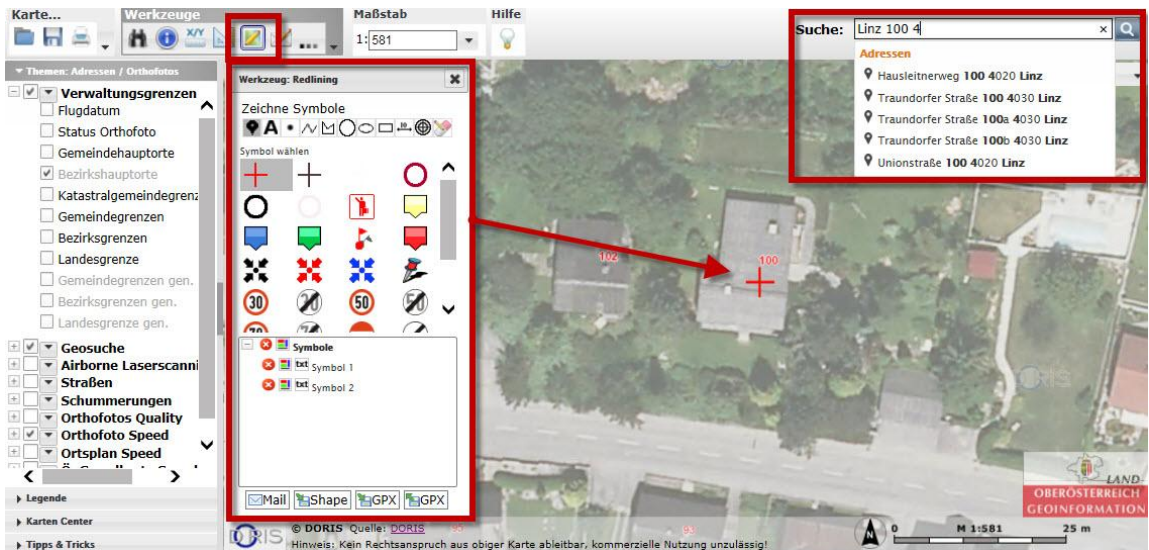 Karte...
Werkzeuge
Maßstab
Hilfe
X/Y
...
1: 581
Suche: Linz 100 4 ×
Adressen
Hausleitnerweg 100 4020 Linz
Traundorfer Straße 100 4030 Linz
Traundorfer Straße 100a 4030 Linz
Traundorfer Straße 100b 4030 Linz
Unionstraße 100 4020 Linz
Themen: Adressen / Orthofotos
Verwaltungsgrenzen
Flugdatum
Status Orthofoto
Gemeindehauptorte
Bezirkshauptorte
Katastralgemeindegrenz
Gemeindegrenzen
Bezirksgrenzen
Landesgrenze
Gemeindegrenzen gen.
Bezirksgrenzen gen.
Landesgrenze gen.
Geosuche
Airborne Laserscanni
Straßen
Schummerungen
Orthofotos Quality
Orthofoto Speed
Ortsplan Speed
Legende
Karten Center
Tipps & Tricks
Werkzeug: Redlining
Zeichne Symbole
A
Symbol wählen
30
50
Symbole
txt Symbol 1
txt Symbol 2
Mail Shape GPX GPX
102
100
93
DORIS
DORIS
© DORIS Quelle: DORIS
Hinweis: Kein Rechtsanspruch aus obiger Karte ableitbar, kommerzielle Nutzung unzulässig!
LAND-
OBERÖSTERREICH
GEOINFORMATION
N
0 M 1:581 25 m